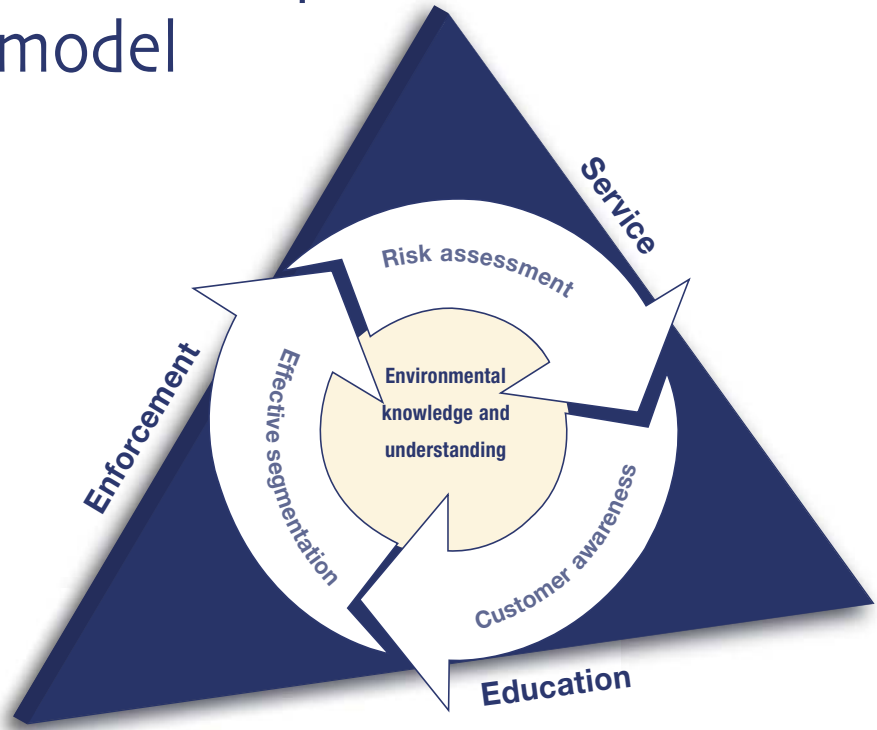 model
Service
Risk assessment
Enforcement
Effective segmentation
Environmental
knowledge and
understanding
Customer awareness
Education